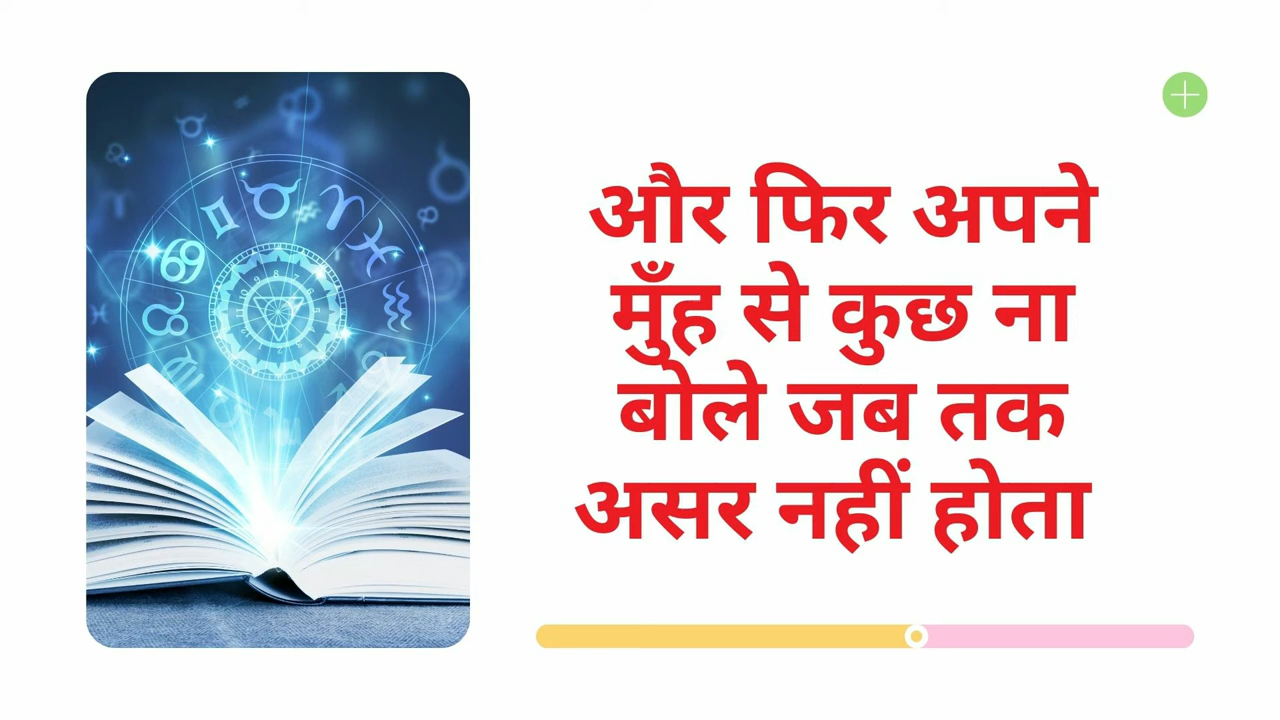 और फिर अपने
मुँह से कुछ ना
बोले जब तक
असर नहीं होता